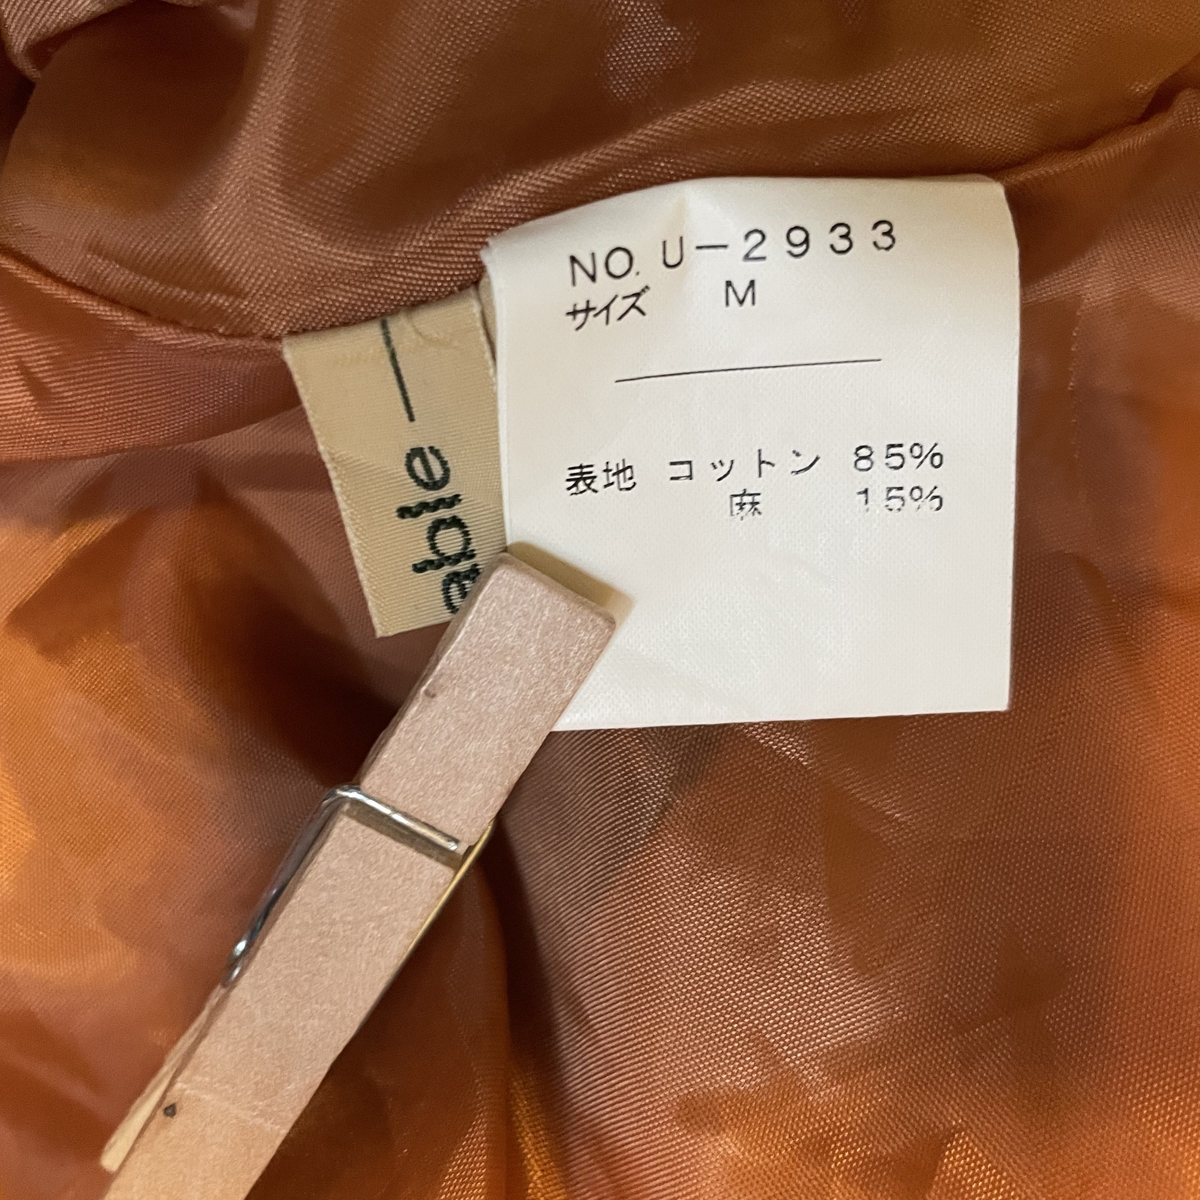 NO. U-2933
サイズ M
表地 コットン 85%
麻 15%
able